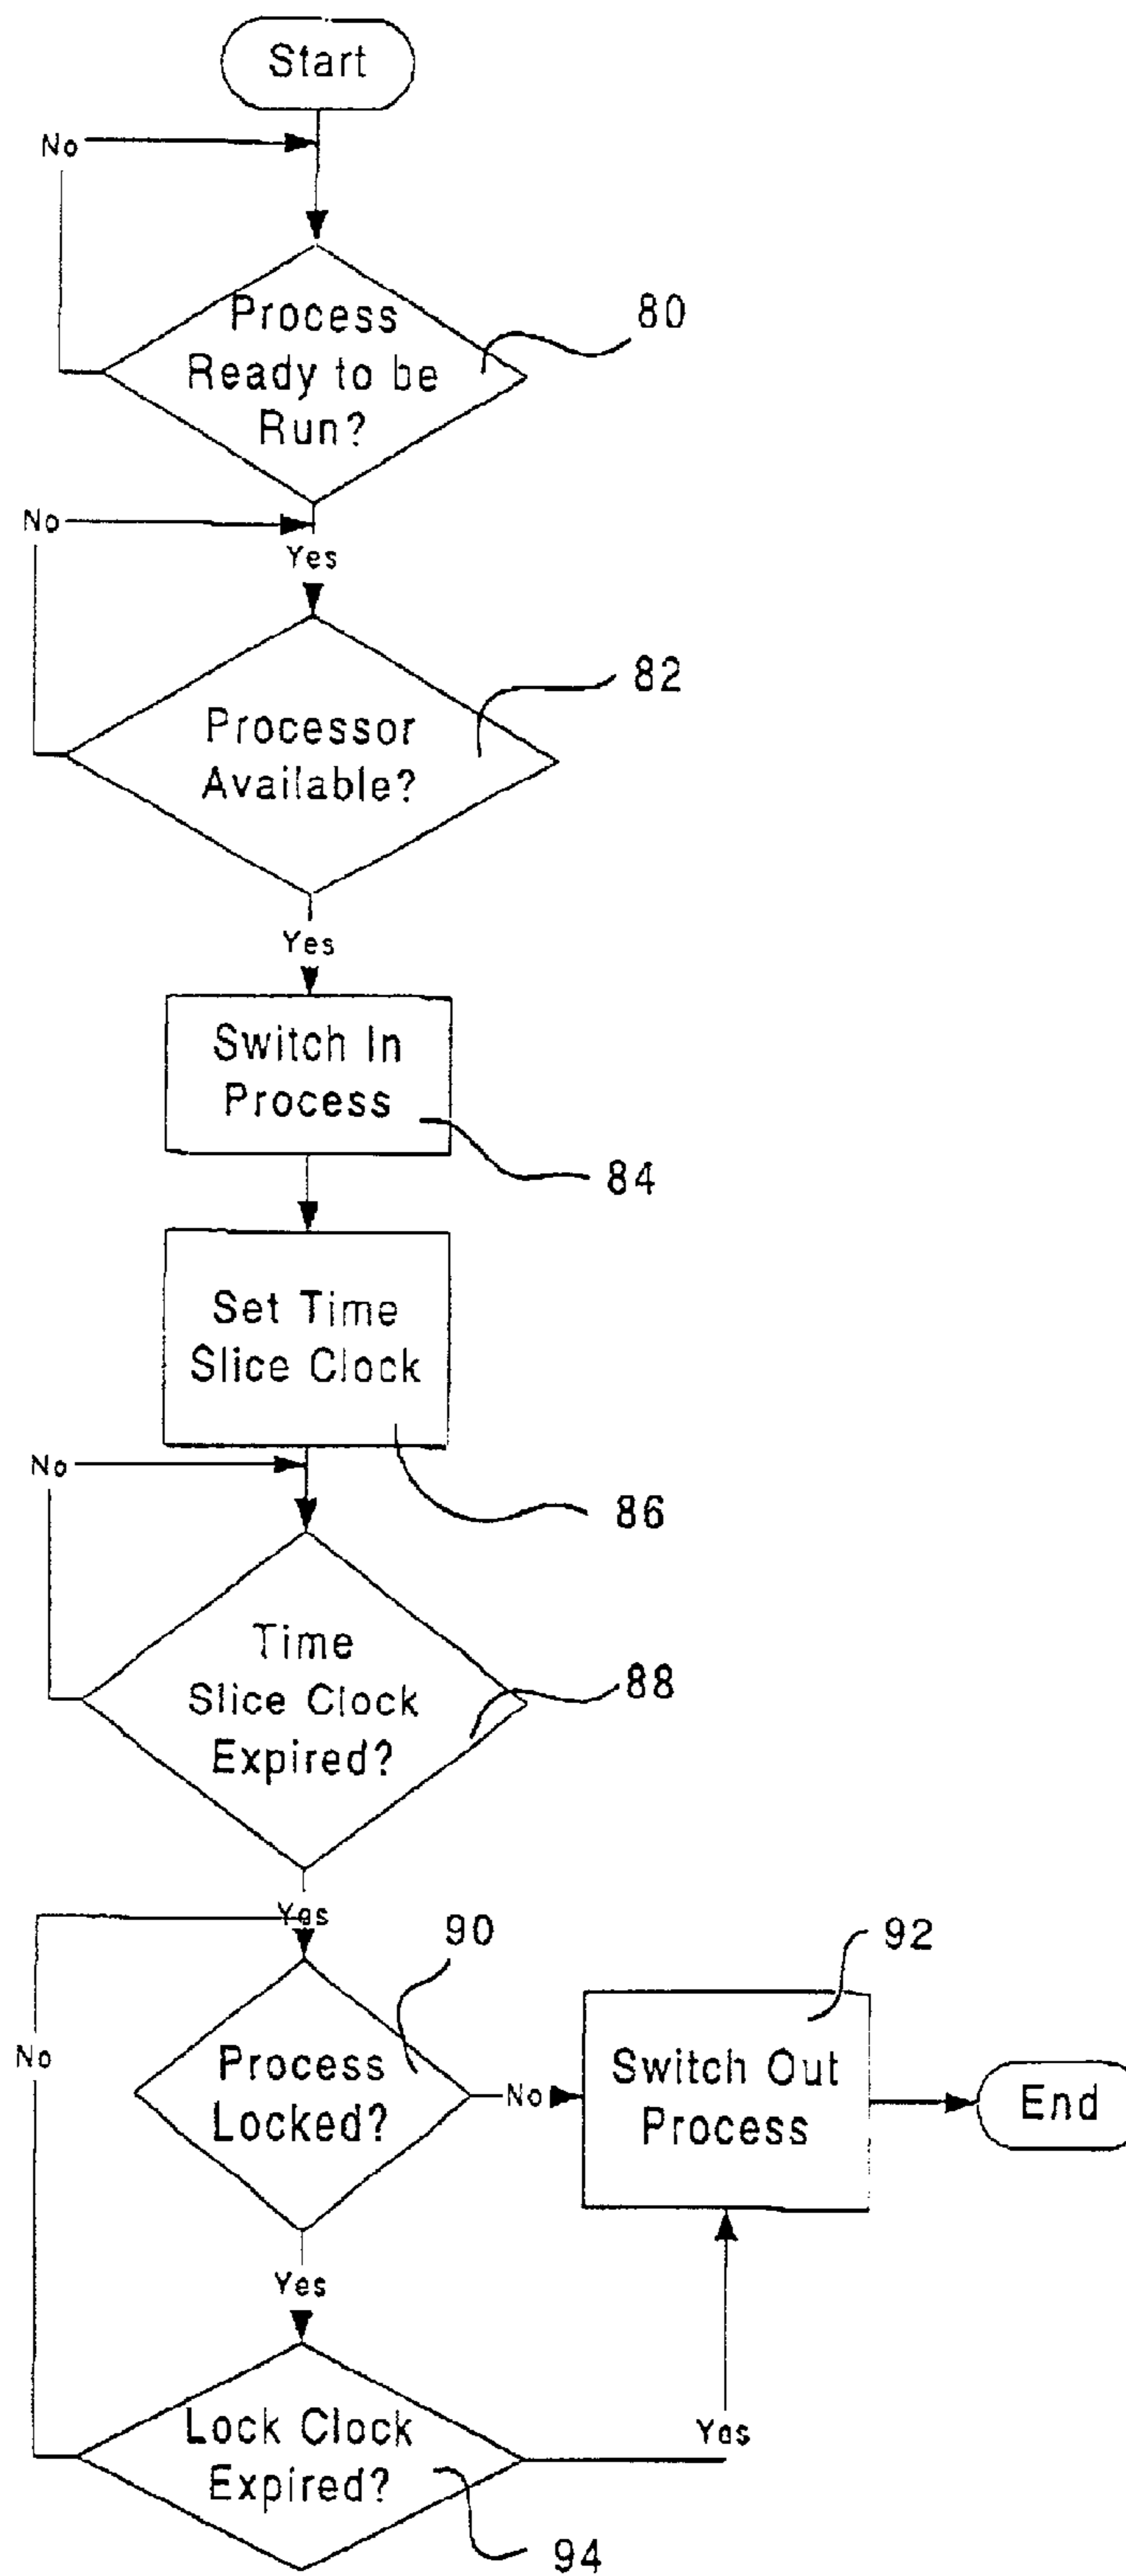 Start
No
Process
Ready to be
Run?
80
No
Yes
Processor
Available?
82
Yes
Switch In
Process
84
Set Time
Slice Clock
86
No
Time
Slice Clock
Expired?
88
Yes
No
Process
Locked?
90
No
Switch Out
Process
92
End
Yes
Lock Clock
Expired?
94
Yes